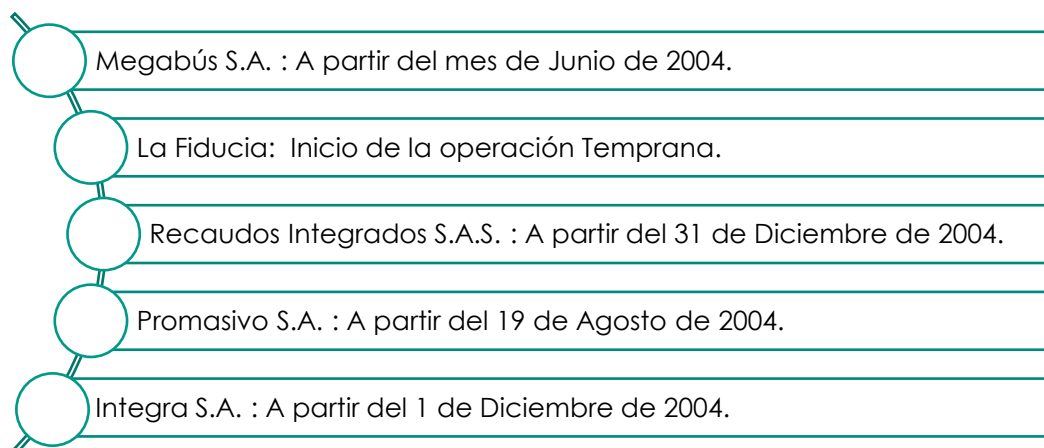 Megabús S.A. : A partir del mes de Junio de 2004.
La Fiducia: Inicio de la operación Temprana.
Recaudos Integrados S.A.S. : A partir del 31 de Diciembre de 2004.
Promasivo S.A. : A partir del 19 de Agosto de 2004.
Integra S.A. : A partir del 1 de Diciembre de 2004.